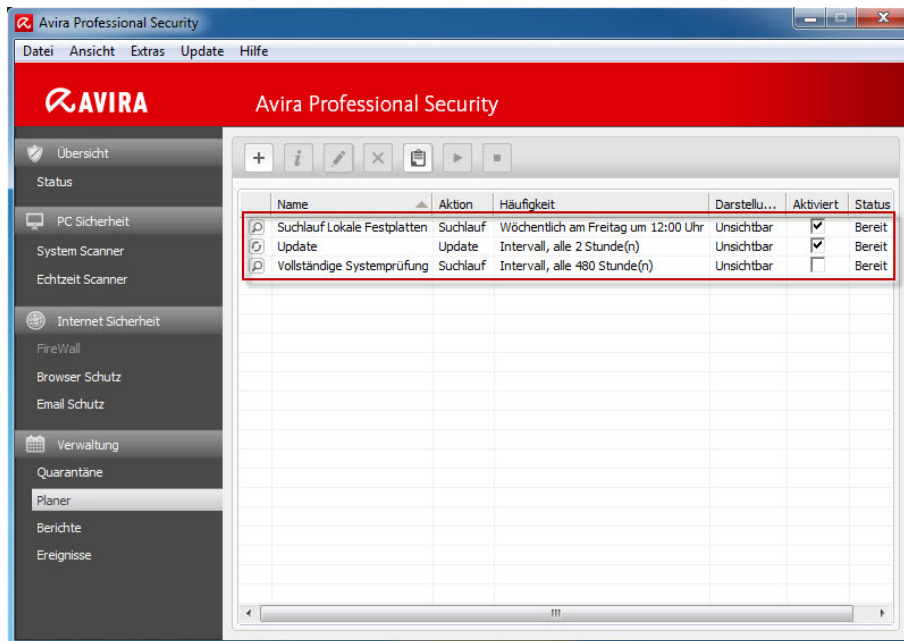 Avira Professional Security
Datei Ansicht Extras Update Hilfe
AVIRA Avira Professional Security
Übersicht
Status
PC Sicherheit
System Scanner
Echtzeit Scanner
Internet Sicherheit
FireWall
Browser Schutz
Email Schutz
Verwaltung
Quarantäne
Planer
Berichte
Ereignisse
Name Aktion Häufigkeit Darstellu... Aktiviert Status
Suchlauf Lokale Festplatten Suchlauf Wöchentlich am Freitag um 12:00 Uhr Unsichtbar Bereit
Update Update Intervall, alle 2 Stunde(n) Unsichtbar Bereit
Vollständige Systemprüfung Suchlauf Intervall, alle 480 Stunde(n) Unsichtbar Bereit